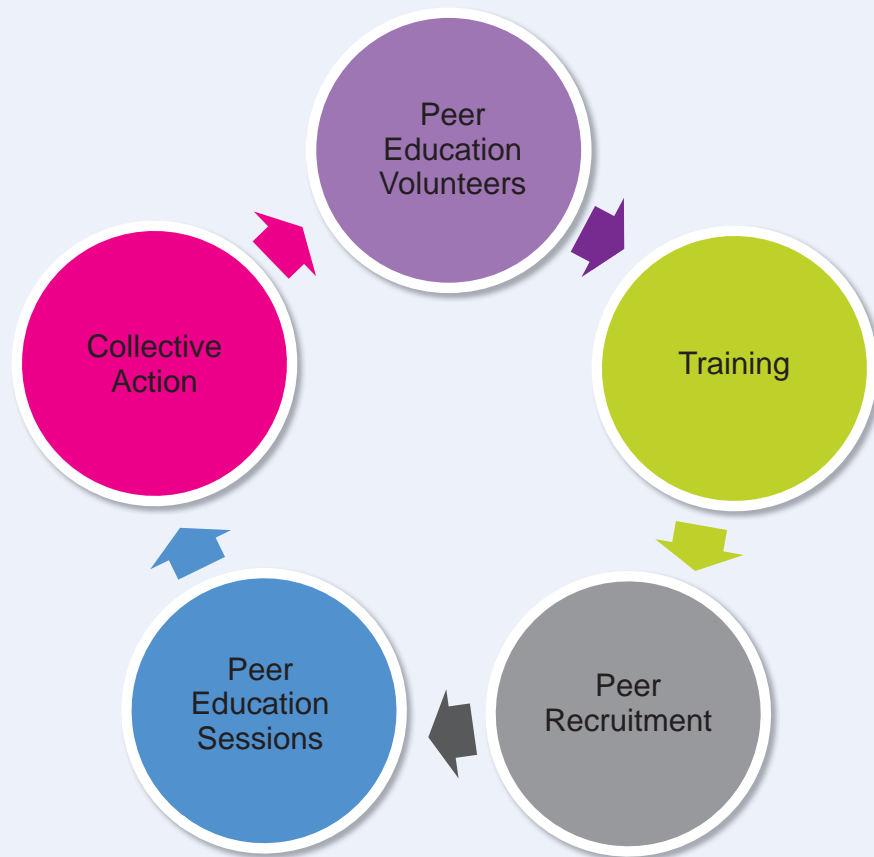 Peer
Education
Volunteers
Training
Peer
Recruitment
Peer
Education
Sessions
Collective
Action